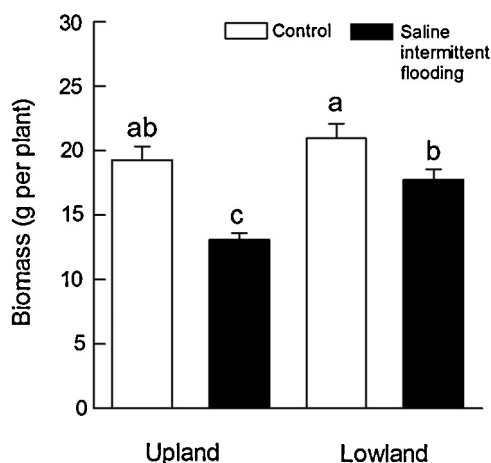 30
25
20
15
10
5
0
Biomass (g per plant)
Control
Saline
intermittent
flooding
ab
c
a
b
Upland
Lowland